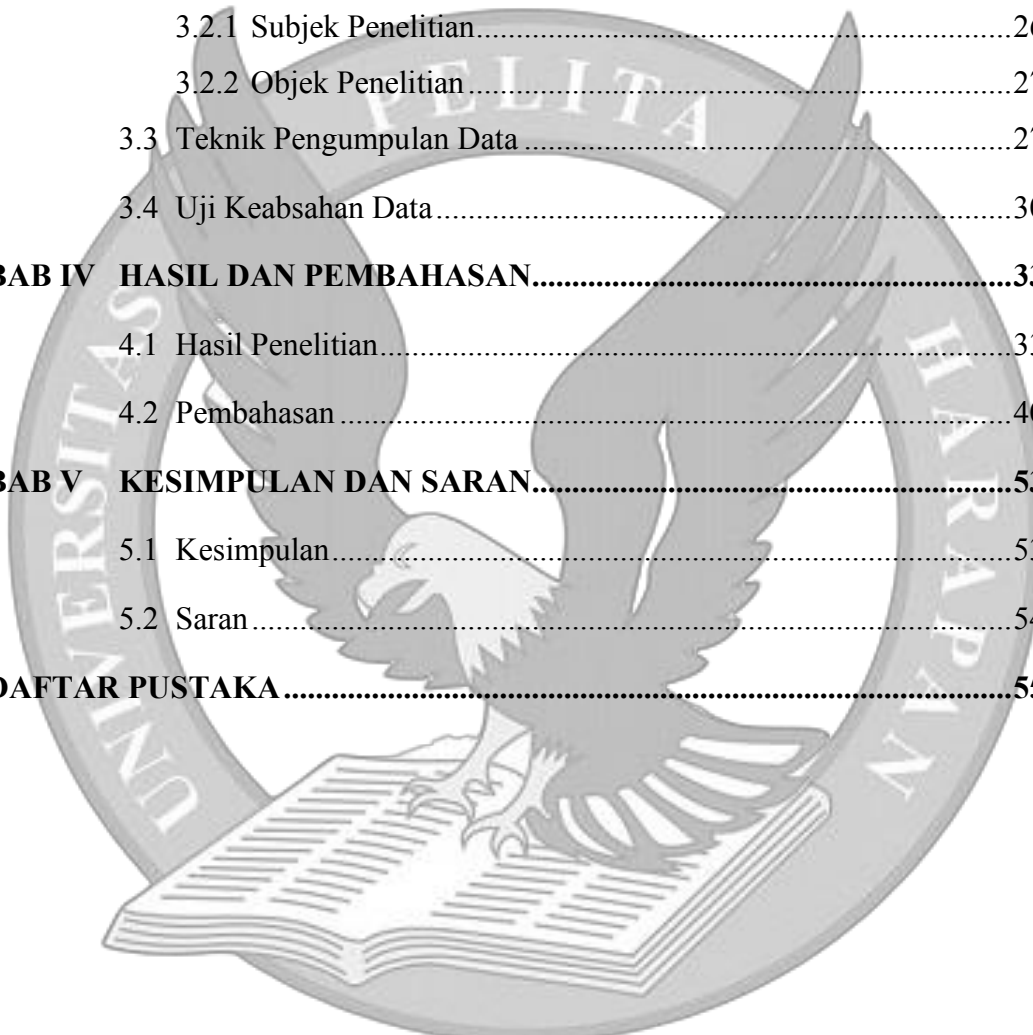 3.2.1 Subjek Penelitian..........26
3.2.2 Objek Penelitian..........27
3.3 Teknik Pengumpulan Data..........27
3.4 Uji Keabsahan Data..........30
BAB IV HASIL DAN PEMBAHASAN..........33
4.1 Hasil Penelitian..........33
4.2 Pembahasan..........40
BAB V KESIMPULAN DAN SARAN..........53
5.1 Kesimpulan..........53
5.2 Saran..........54
DAFTAR PUSTAKA..........55
UNIVERSITAS PELITA HARAPAN